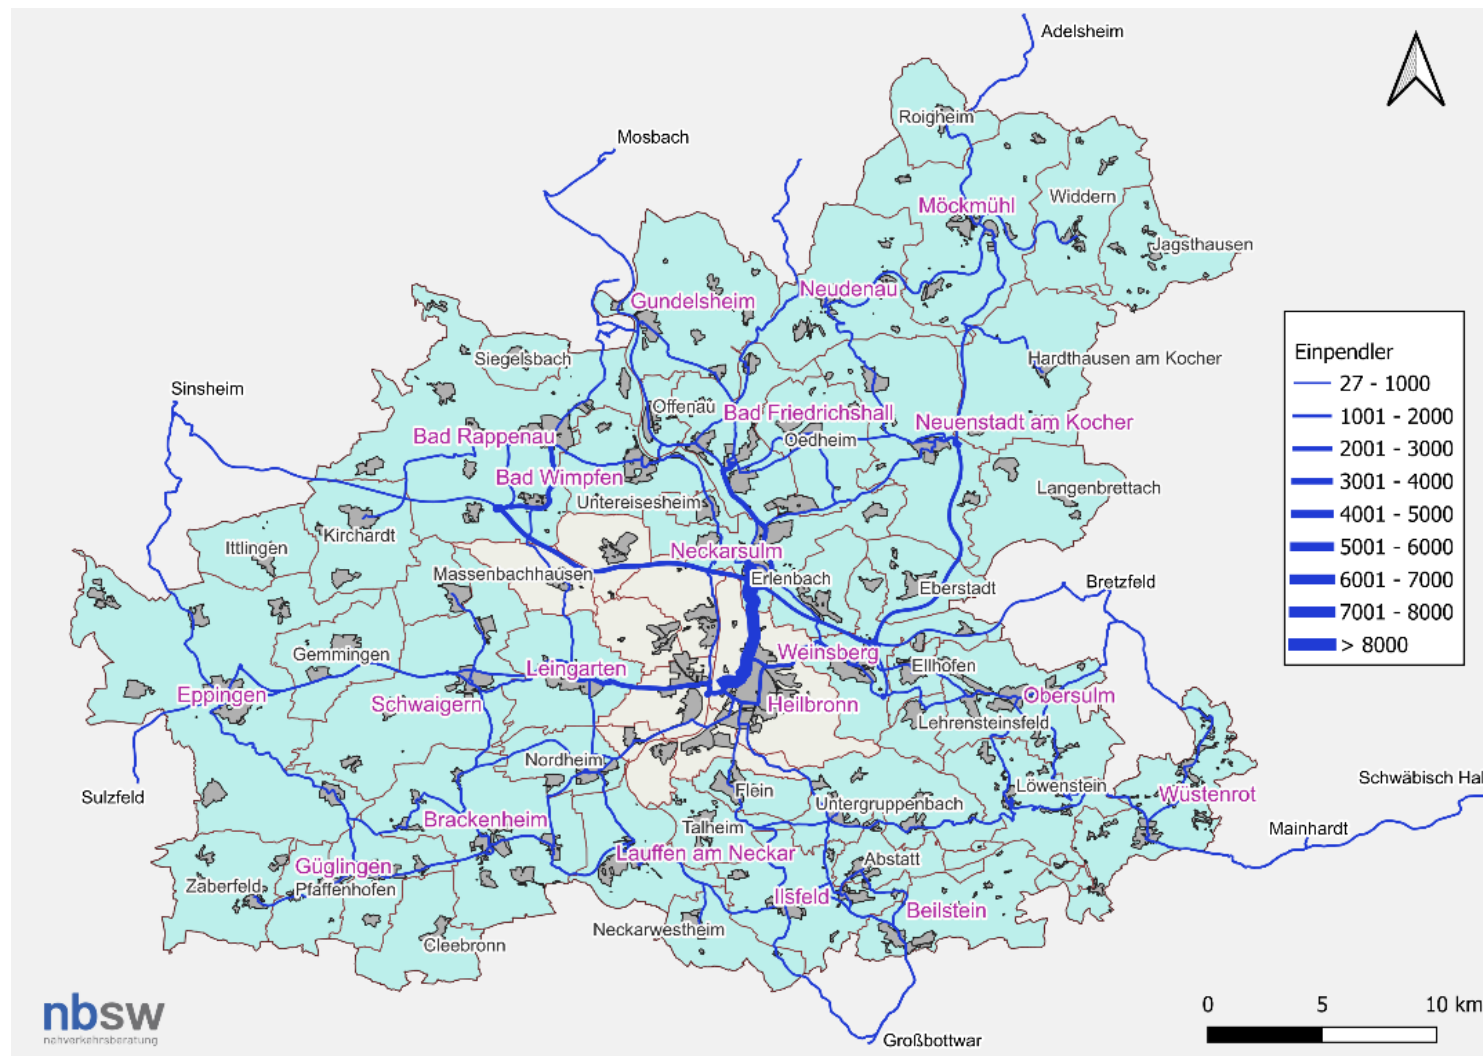 Adelsheim
Roigheim
Mosbach
Widdern
Möckmühl
Jagsthausen
Neudenau
Gundelsheim
Siegelsbach
Hardthausen am Kocher
Sinsheim
Offenau
Bad Friedrichshall
Neuenstadt am Kocher
Bad Rappenau
Oedheim
Bad Wimpfen
Langenbrettach
Untereisesheim
Kirchardt
Ittlingen
Neckarsulm
Massenbachhausen
Erlenbach
Bretzfeld
Eberstadt
Gemmingen
Weinsberg
Ellhofen
Leingarten
Eppingen
Obersulm
Schwaigern
Heilbronn
Lehrensteinsfeld
Nordheim
Schwäbisch Hal
Löwenstein
Flein
Wüstenrot
Sulzfeld
Untergruppenbach
Brackenheim
Talheim
Mainhardt
Lauffen am Neckar
Abstatt
Güglingen
Zaberfeld
Pfaffenhofen
Ilsfeld
Beilstein
Neckarwestheim
Cleebronn
Großbottwar
Einpendler
27 - 1000
1001 - 2000
2001 - 3000
3001 - 4000
4001 - 5000
5001 - 6000
6001 - 7000
7001 - 8000
> 8000
nbsw
nahverkehrsberatung
0 5 10 km